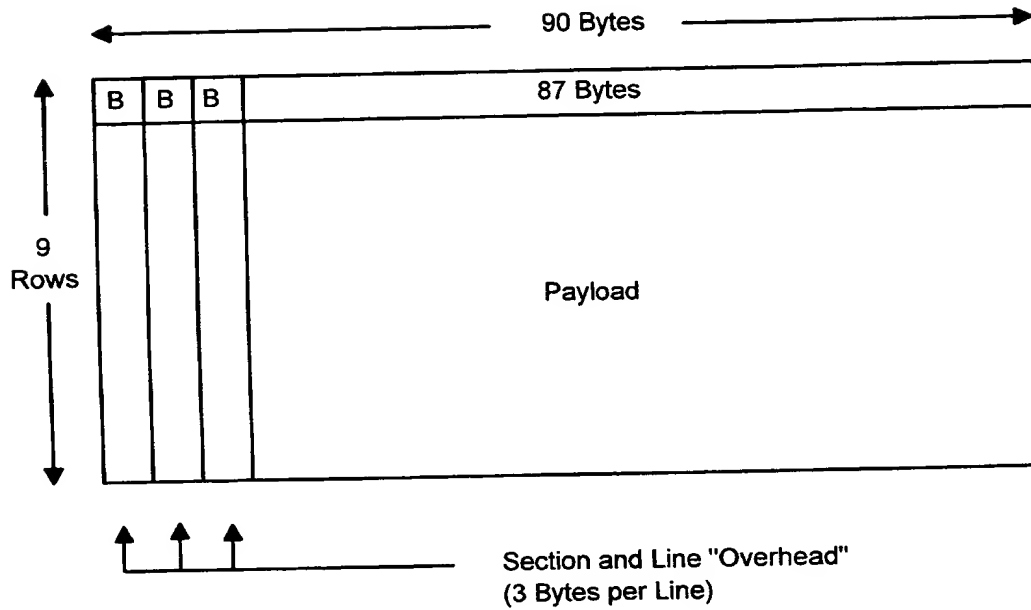 90 Bytes
B B B 87 Bytes
9
Rows
Payload
Section and Line "Overhead"
(3 Bytes per Line)